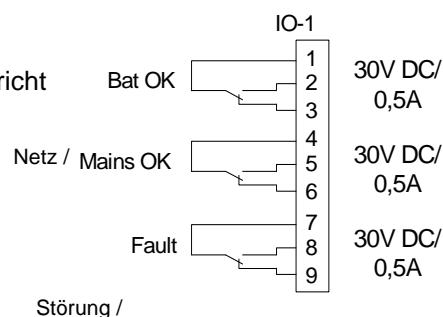 IO-1
richt Bat OK 1 2 3 30V DC/ 0,5A
Netz / Mains OK 4 5 6 30V DC/ 0,5A
Fault 7 8 9 30V DC/ 0,5A
Störung /